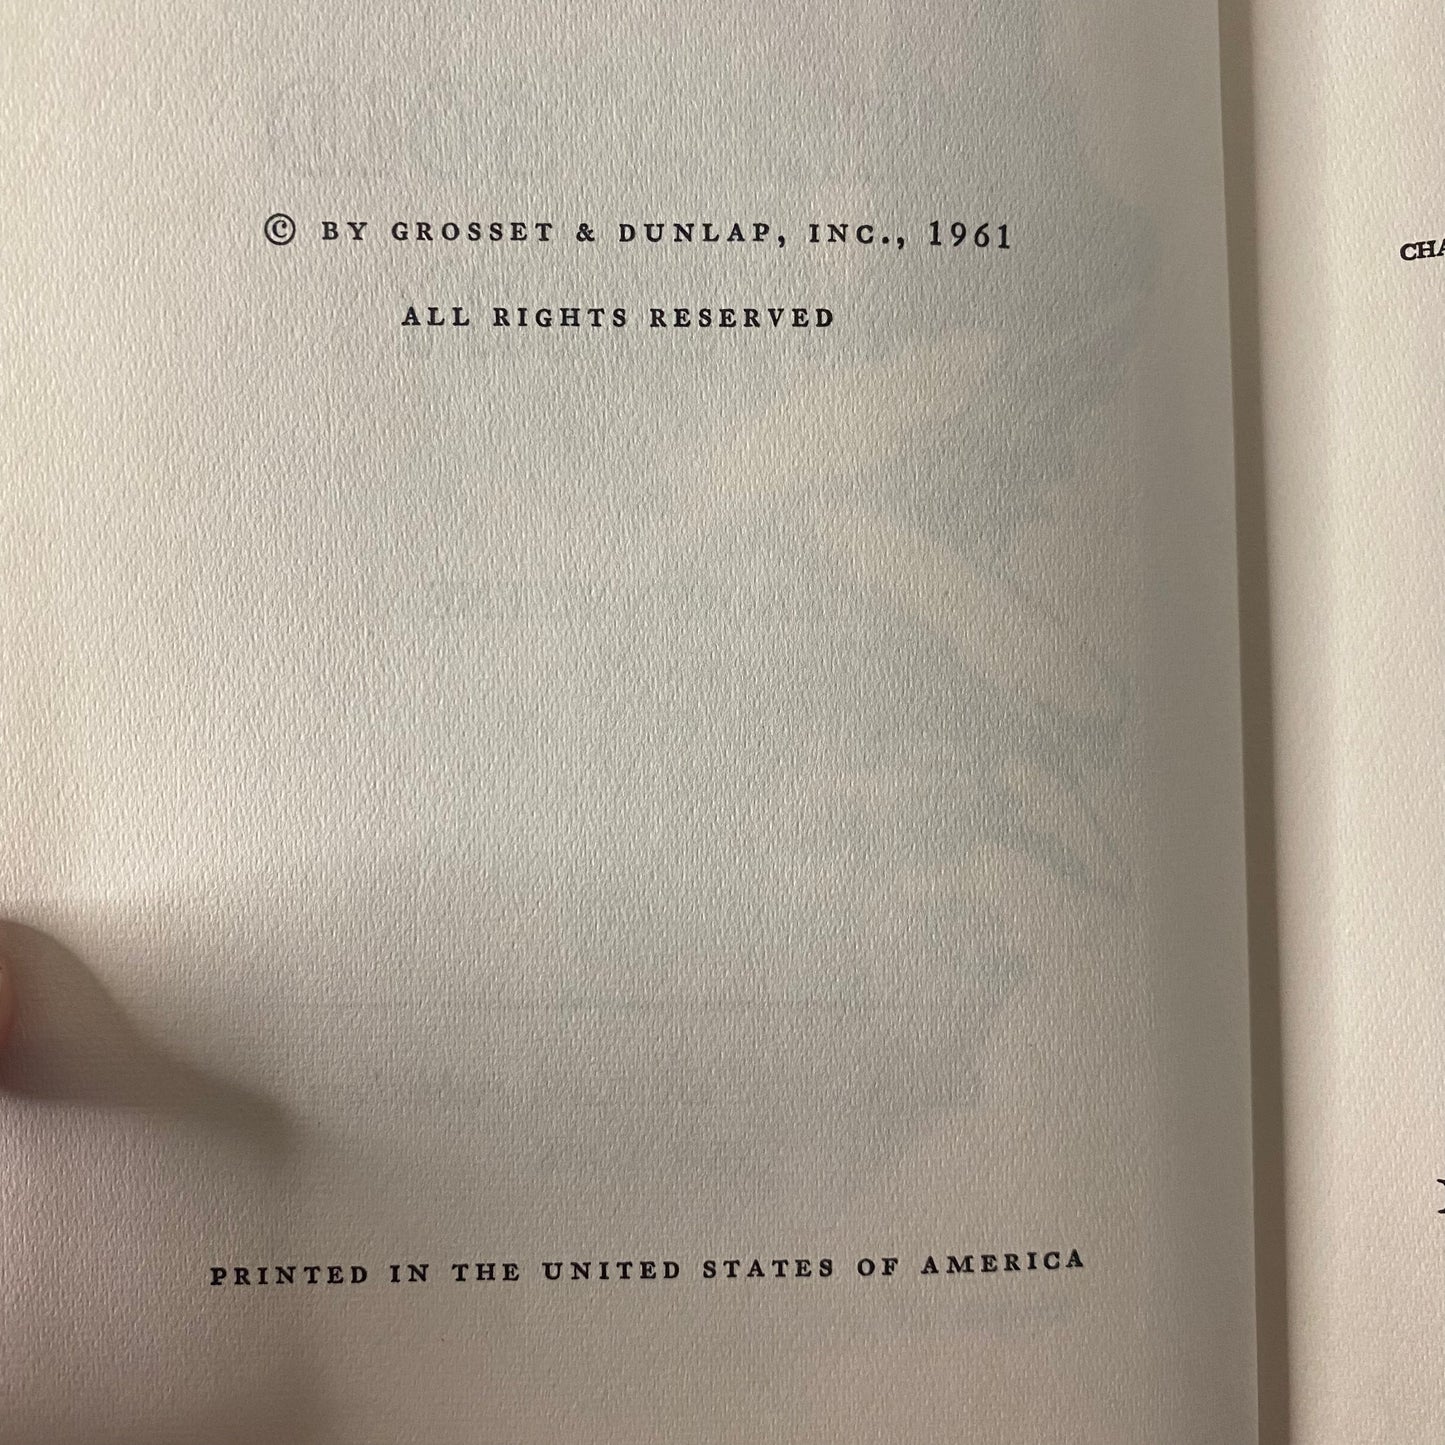 © BY GROSSET & DUNLAP, INC., 1961
ALL RIGHTS RESERVED
PRINTED IN THE UNITED STATES OF AMERICA